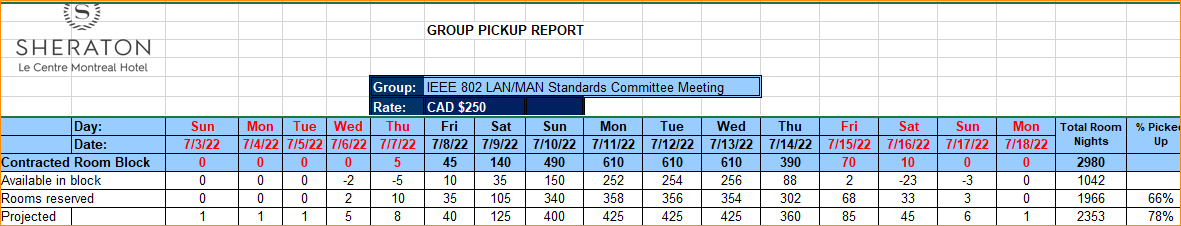 GROUP PICKUP REPORT
SHERATON
Le Centre Montreal Hotel
Group: IEEE 802 LAN/MAN Standards Committee Meeting
Rate: CAD $250
Day: Sun Mon Tue Wed Thu Fri Sat Sun Mon Tue Wed Thu Fri Sat Sun Mon Total Room Nights % Picked Up
Date: 7/3/22 7/4/22 7/5/22 7/6/22 7/7/22 7/8/22 7/9/22 7/10/22 7/11/22 7/12/22 7/13/22 7/14/22 7/15/22 7/16/22 7/17/22 7/18/22
Contracted Room Block 0 0 0 0 5 45 140 490 610 610 610 390 70 10 0 0 2980
Available in block 0 0 0 -2 -5 10 35 150 252 254 256 88 2 -23 -3 0 1042
Rooms reserved 0 0 0 2 10 35 105 340 358 356 354 302 68 33 3 0 1966 66%
Projected 1 1 1 5 8 40 125 400 425 425 425 360 85 45 6 1 2353 78%